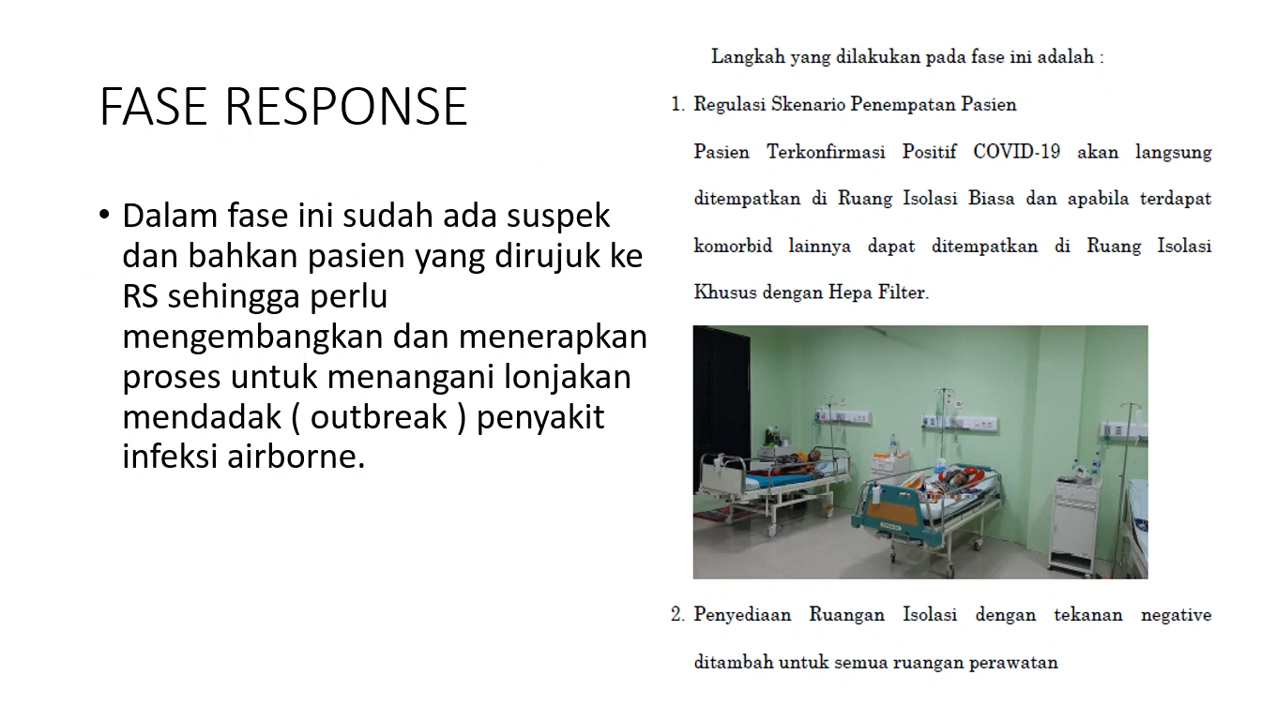 FASE RESPONSE
• Dalam fase ini sudah ada suspek
dan bahkan pasien yang dirujuk ke
RS sehingga perlu
mengembangkan dan menerapkan
proses untuk menangani lonjakan
mendadak ( outbreak ) penyakit
infeksi airborne.
Langkah yang dilakukan pada fase ini adalah :
1. Regulasi Skenario Penempatan Pasien
Pasien Terkonfirmasi Positif COVID-19 akan langsung
ditempatkan di Ruang Isolasi Biasa dan apabila terdapat
komorbid lainnya dapat ditempatkan di Ruang Isolasi
Khusus dengan Hepa Filter.
2. Penyediaan Ruangan Isolasi dengan tekanan negative
ditambah untuk semua ruangan perawatan